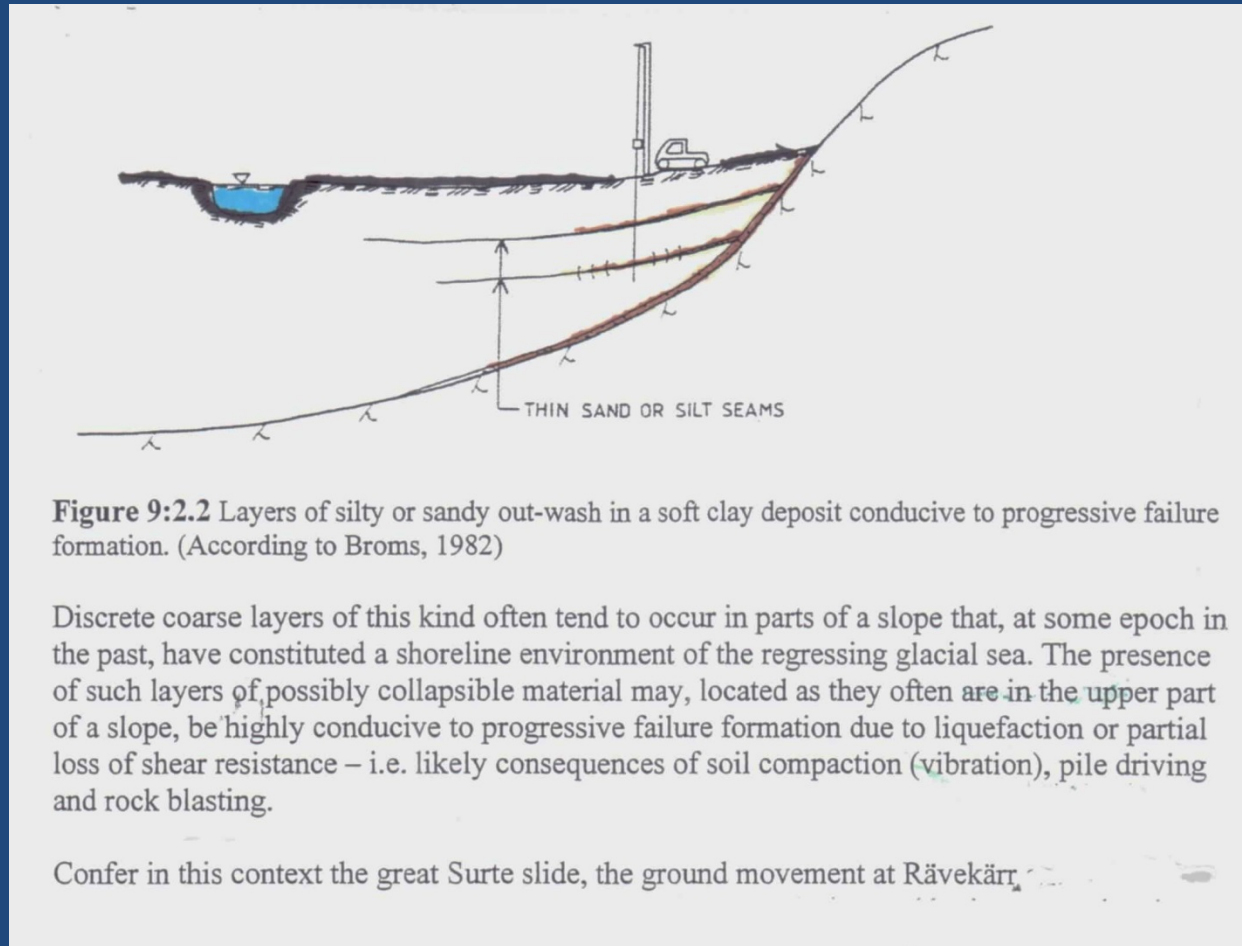 THIN SAND OR SILT SEAMS
Figure 9:2.2 Layers of silty or sandy out-wash in a soft clay deposit conducive to progressive failure
formation. (According to Broms, 1982)
Discrete coarse layers of this kind often tend to occur in parts of a slope that, at some epoch in
the past, have constituted a shoreline environment of the regressing glacial sea. The presence
of such layers of possibly collapsible material may, located as they often are in the upper part
of a slope, be highly conducive to progressive failure formation due to liquefaction or partial
loss of shear resistance – i.e. likely consequences of soil compaction (vibration), pile driving
and rock blasting.
Confer in this context the great Surte slide, the ground movement at Rävekärr.